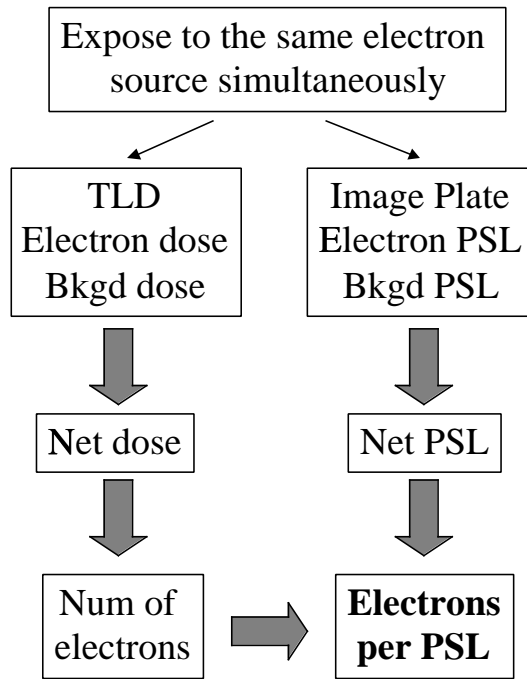 Expose to the same electron
source simultaneously
TLD
Electron dose
Bkgd dose
Image Plate
Electron PSL
Bkgd PSL
Net dose
Net PSL
Num of
electrons
Electrons
per PSL